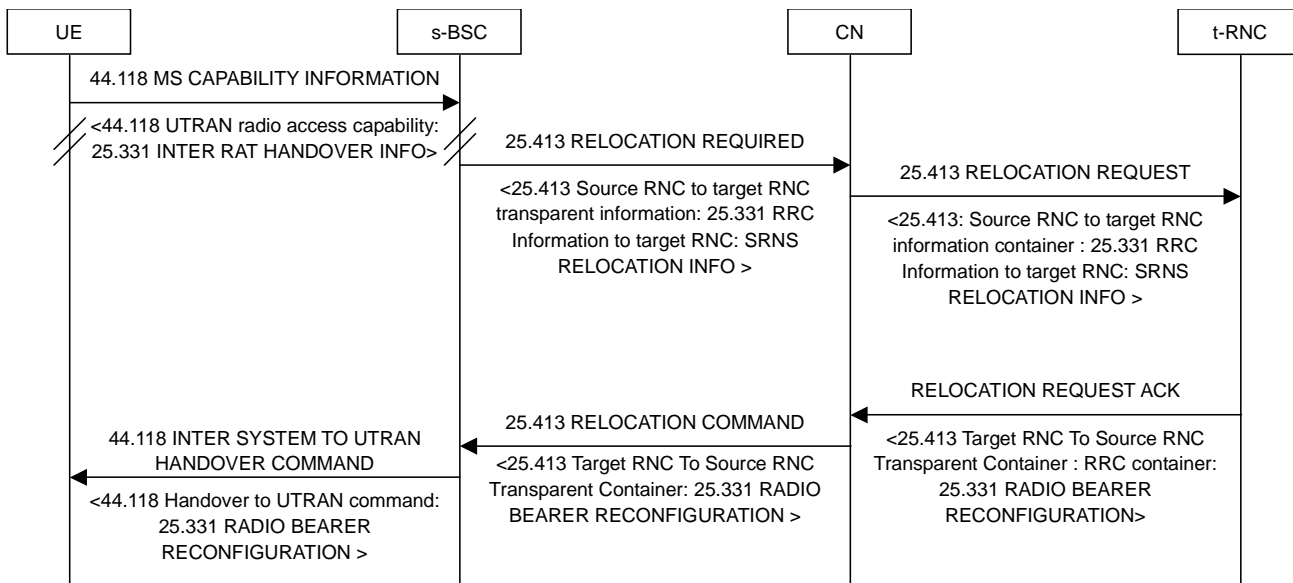 UE
s-BSC
CN
t-RNC
44.118 MS CAPABILITY INFORMATION
<44.118 UTRAN radio access capability:
25.331 INTER RAT HANDOVER INFO>
25.413 RELOCATION REQUIRED
<25.413 Source RNC to target RNC
transparent information: 25.331 RRC
Information to target RNC: SRNS
RELOCATION INFO >
25.413 RELOCATION REQUEST
<25.413: Source RNC to target RNC
information container : 25.331 RRC
Information to target RNC: SRNS
RELOCATION INFO >
RELOCATION REQUEST ACK
<25.413 Target RNC To Source RNC
Transparent Container : RRC container:
25.331 RADIO BEARER
RECONFIGURATION>
25.413 RELOCATION COMMAND
<25.413 Target RNC To Source RNC
Transparent Container: 25.331 RADIO
BEARER RECONFIGURATION >
44.118 INTER SYSTEM TO UTRAN
HANDOVER COMMAND
<44.118 Handover to UTRAN command:
25.331 RADIO BEARER
RECONFIGURATION >